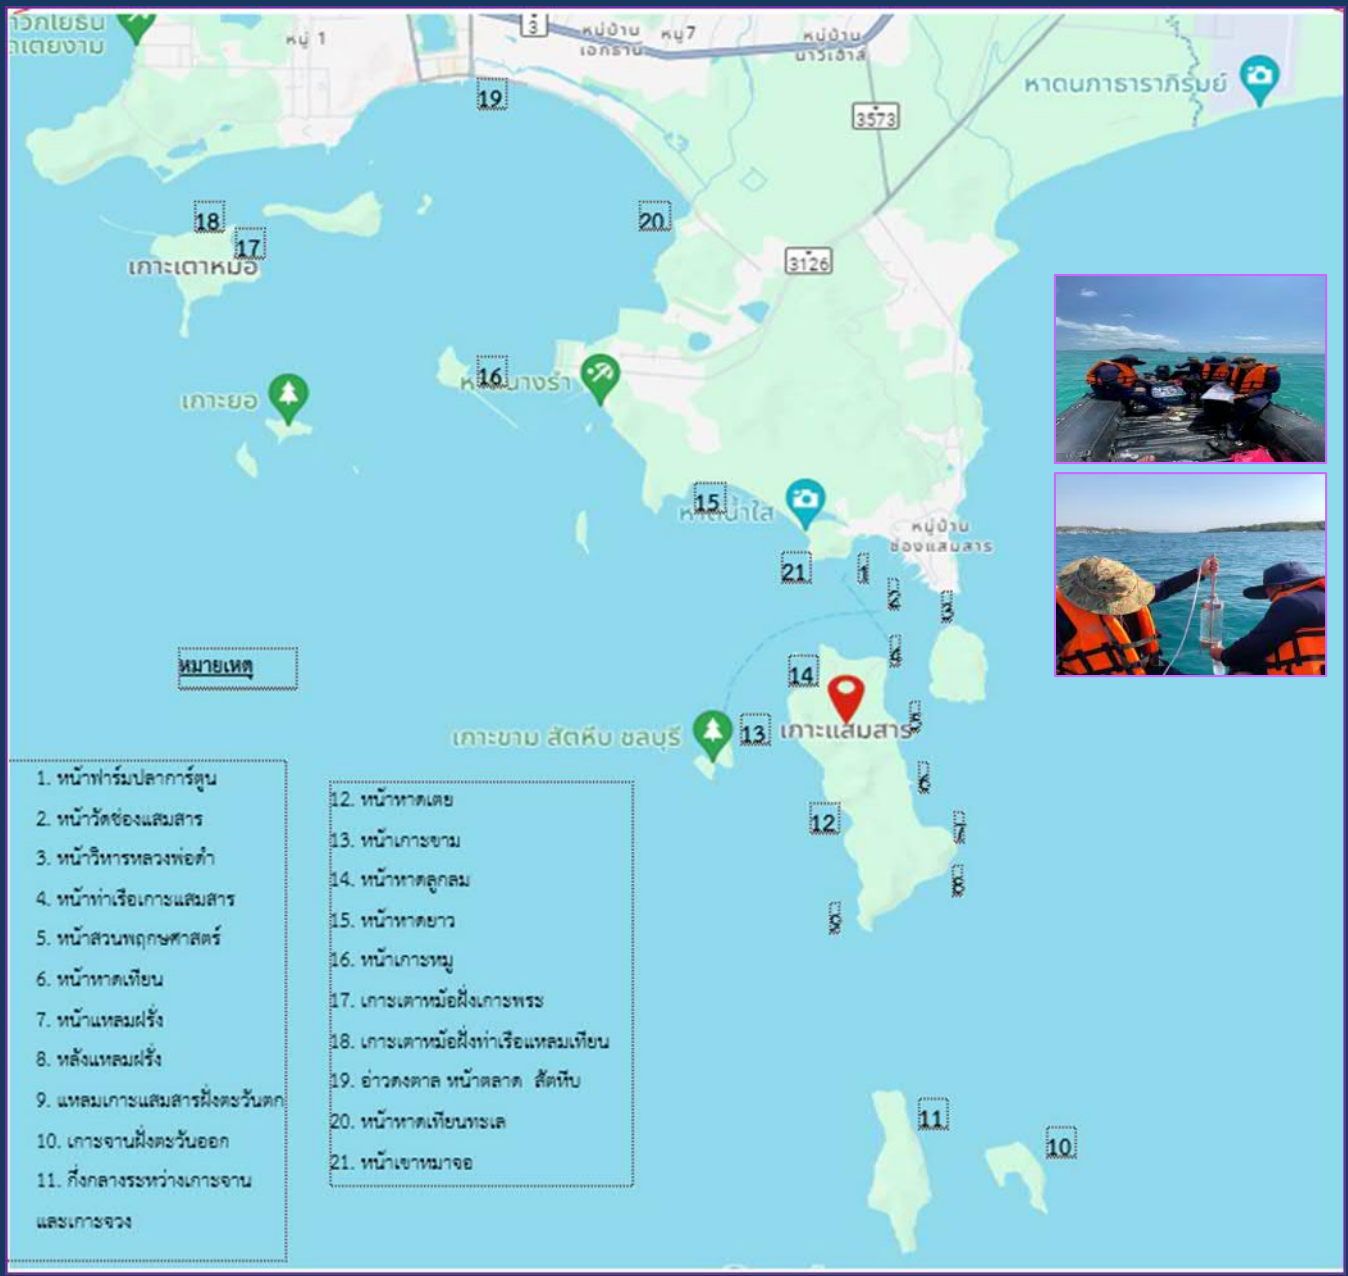 หมู่ 1
3
หมู่บ้าน
เอกธานี
หมู่7
หมู่บ้าน
หาดนภาธาราภิรมย์
3573
19
18
17
เกาะเตาหม้อ
20
3126
16
เกาะยอ
15
หาดน้ำใส
หมู่บ้าน
ช่องแสมสาร
21
1
2
3
4
14
หมายเหตุ
เกาะขาม สัตหีบ ชลบุรี
13
เกาะแสมสาร
5
6
12
7
8
9
11
10
1. หน้าฟาร์มปลาการ์ตูน
2. หน้าวัดช่องแสมสาร
3. หน้าวิหารหลวงพ่อดำ
4. หน้าท่าเรือเกาะแสมสาร
5. หน้าสวนพฤกษศาสตร์
6. หน้าหาดเทียน
7. หน้าแหลมฝรั่ง
8. หลังแหลมฝรั่ง
9. แหลมเกาะแสมสารฝั่งตะวันตก
10. เกาะจานฝั่งตะวันออก
11. กึ่งกลางระหว่างเกาะจาน
และเกาะจวง
12. หน้าหาดเตย
13. หน้าเกาะขาม
14. หน้าหาดลูกลม
15. หน้าหาดยาว
16. หน้าเกาะหมู
17. เกาะเตาหม้อฝั่งเกาะพระ
18. เกาะเตาหม้อฝั่งท่าเรือแหลมเทียน
19. อ่าวดงตาล หน้าตลาด สัตหีบ
20. หน้าหาดเทียนทะเล
21. หน้าเขาหมาจอ